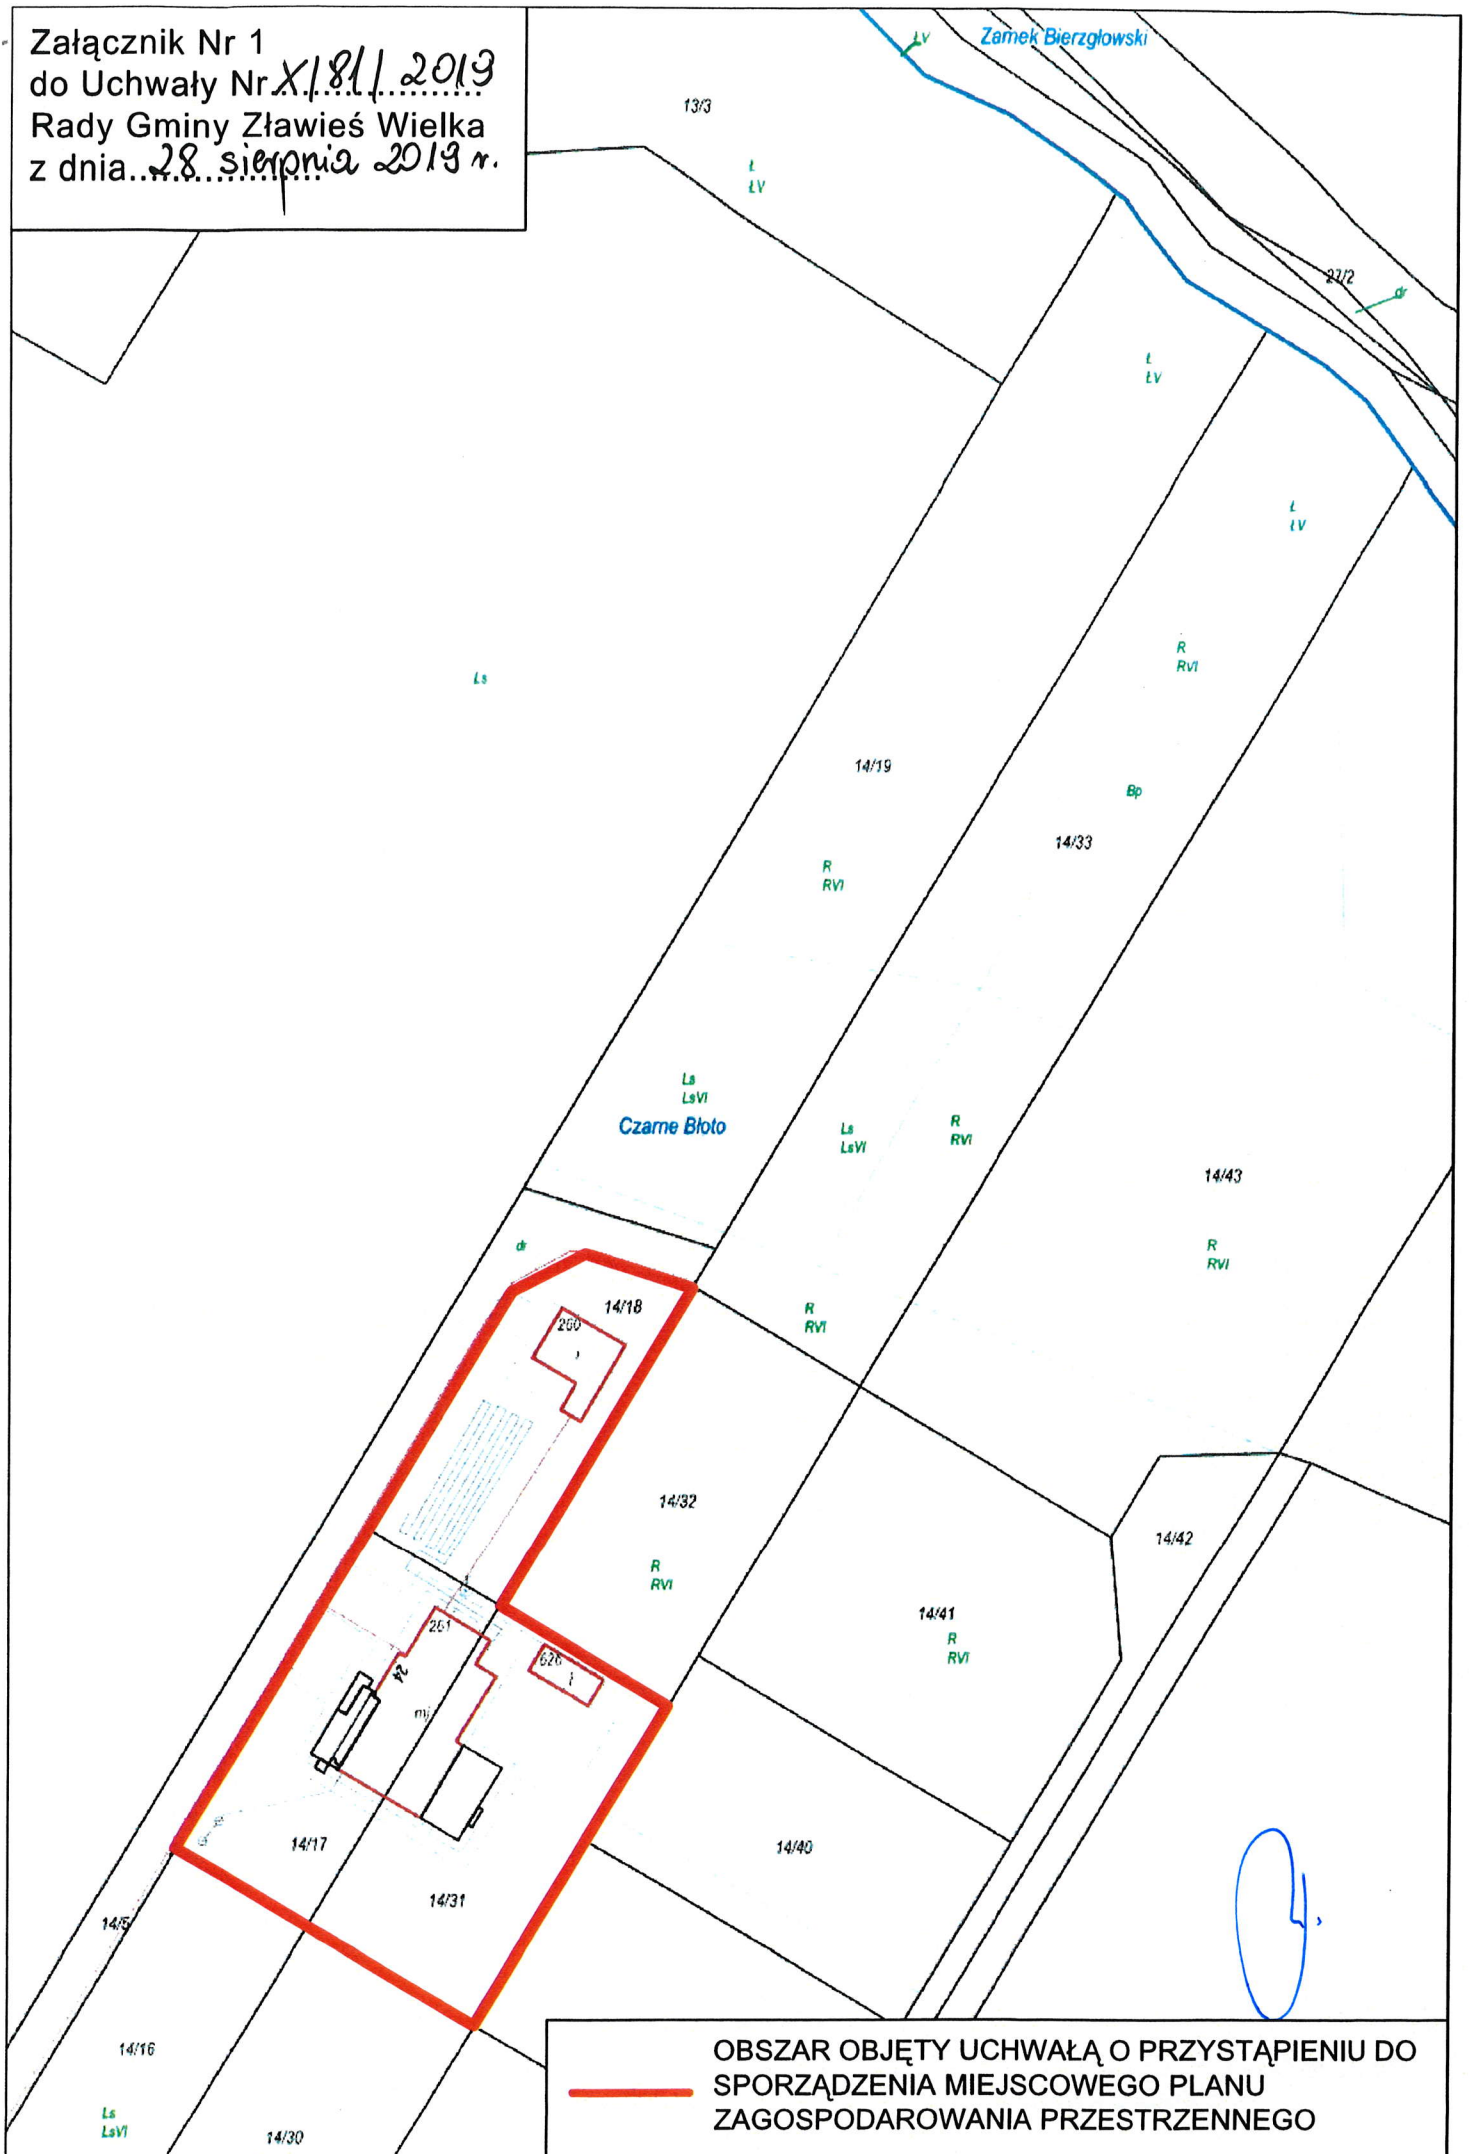 Załącznik Nr 1
do Uchwały Nr X/81/2019
Rady Gminy Zławieś Wielka
z dnia 28 sierpnia 2019 r.
ŁV
Zamek Bierzgłowski
13/3
Ł
ŁV
27/2
dr
Ł
ŁV
Ł
ŁV
R
RVI
Ls
14/19
Bp
14/33
R
RVI
Ls
LsVI
Czarne Błoto
Ls
LsVI
R
RVI
14/43
R
RVI
dr
14/18
260
R
RVI
14/32
14/42
R
RVI
14/41
R
RVI
261
626
24
mj
14/17
14/40
14/31
14/5
14/16
Ls
LsVI
14/30
OBSZAR OBJĘTY UCHWAŁĄ O PRZYSTĄPIENIU DO
SPORZĄDZENIA MIEJSCOWEGO PLANU
ZAGOSPODAROWANIA PRZESTRZENNEGO